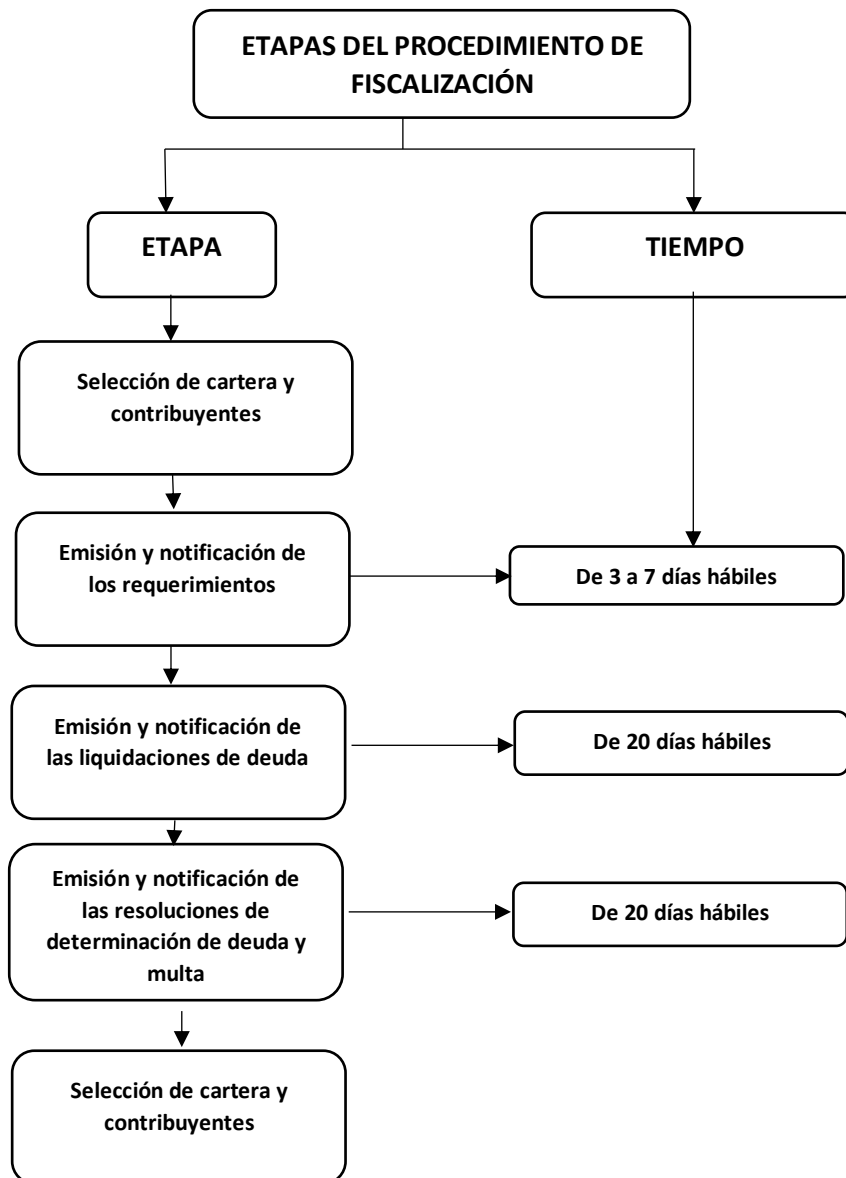 ETAPAS DEL PROCEDIMIENTO DE
FISCALIZACIÓN
ETAPA
TIEMPO
Selección de cartera y
contribuyentes
Emisión y notificación de
los requerimientos
De 3 a 7 días hábiles
Emisión y notificación de
las liquidaciones de deuda
De 20 días hábiles
Emisión y notificación de
las resoluciones de
determinación de deuda y
multa
De 20 días hábiles
Selección de cartera y
contribuyentes